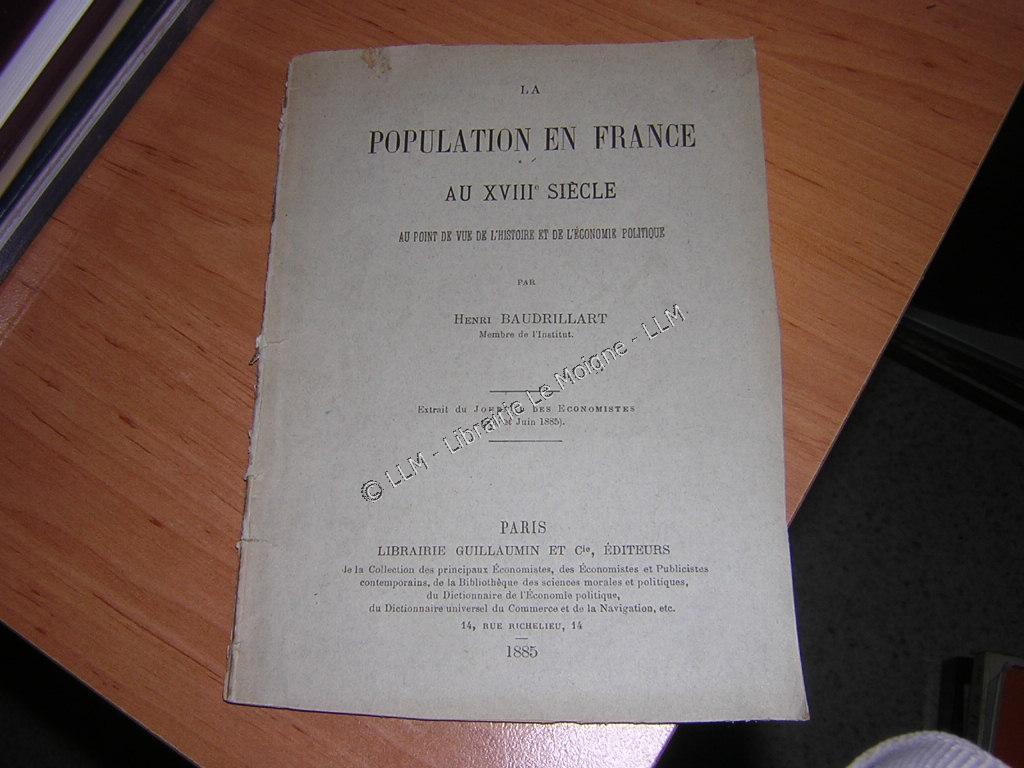 LA
POPULATION EN FRANCE
AU XVIIIᵉ SIÈCLE
AU POINT DE VUE DE L'HISTOIRE ET DE L'ÉCONOMIE POLITIQUE
PAR
HENRI BAUDRILLART
Membre de l'Institut.
Extrait du DES ECONOMISTES
et Juin 1885).
© LLM - Librairie Le Moigne - LLM
PARIS
LIBRAIRIE GUILLAUMIN ET Cie, ÉDITEURS
de la Collection des principaux Économistes, des Économistes et Publicistes
contemporains, de la Bibliothèque des sciences morales et politiques,
du Dictionnaire de l'Économie politique,
du Dictionnaire universel du Commerce et de la Navigation, etc.
14, RUE RICHELIEU, 14
1885